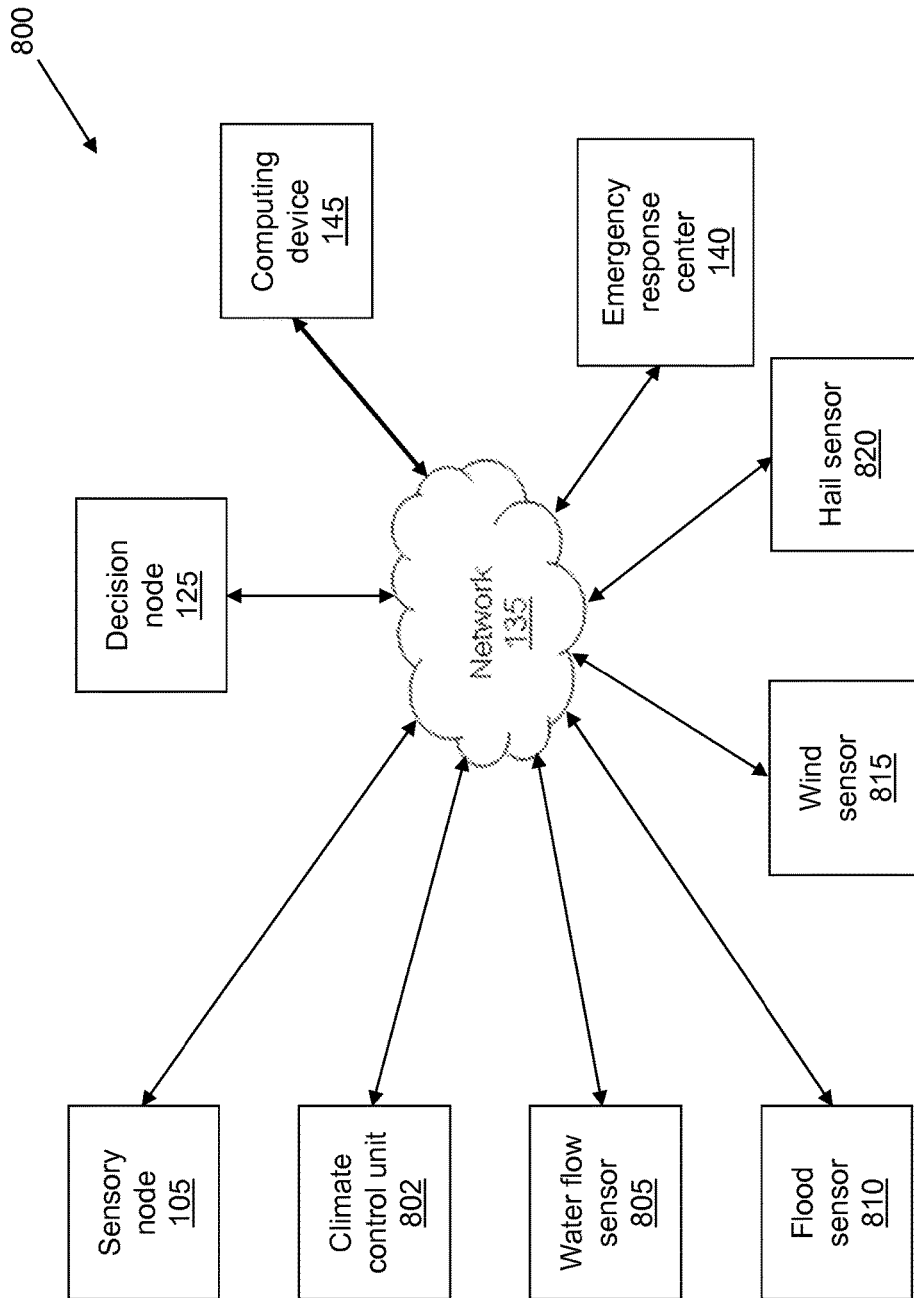 800
Sensory
node
105
Climate
control unit
802
Water flow
sensor
805
Flood
sensor
810
Decision
node
125
Network
135
Wind
sensor
815
Hail sensor
820
Computing
device
145
Emergency
response
center
140